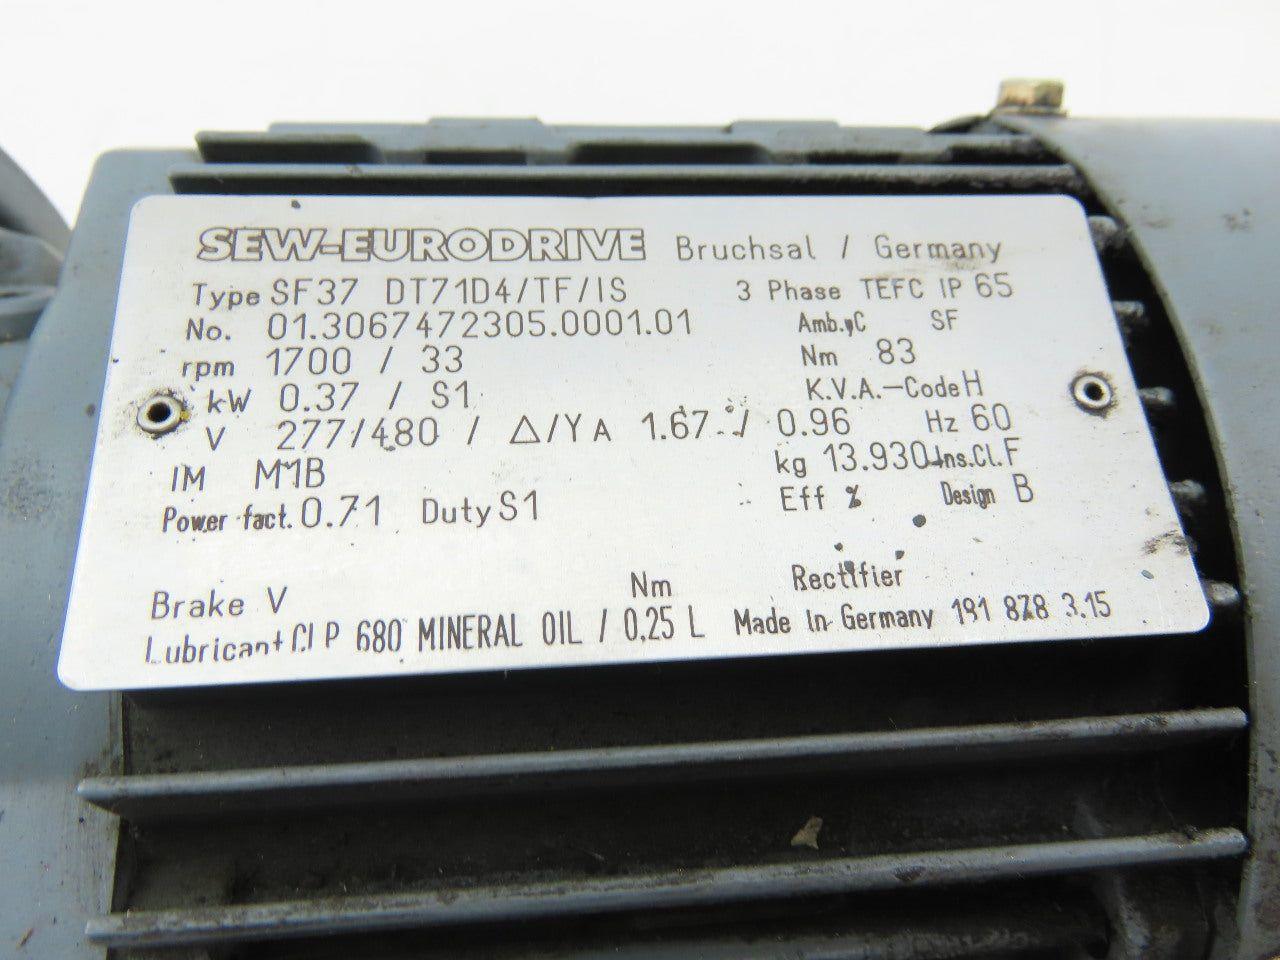 SEW-EURODRIVE Bruchsal / Germany
Type SF37 DT71D4/TF/IS 3 Phase TEFC IP 65
No. 01.3067472305.0001.01 Amb. °C SF
rpm 1700 / 33 Nm 83
kW 0.37 / S1 K.V.A.-Code H
V 277/480 / Δ/Y A 1.67 / 0.96 Hz 60
IM M1B kg 13.930 Ins.Cl. F
Power fact. 0.71 Duty S1 Eff % Design B
Brake V Nm Rectifier
Lubricant CLP 680 MINERAL OIL / 0,25 L Made In Germany 181 878 3.15